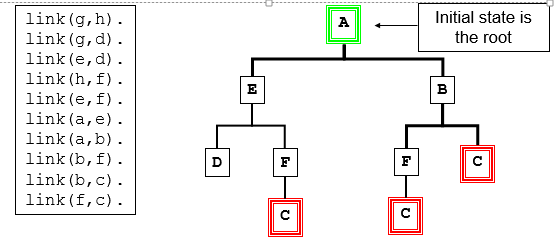 link(g,h).
link(g,d).
link(e,d).
link(h,f).
link(e,f).
link(a,e).
link(a,b).
link(b,f).
link(b,c).
link(f,c).
A
Initial state is
the root
E
B
D
F
F
C
C
C